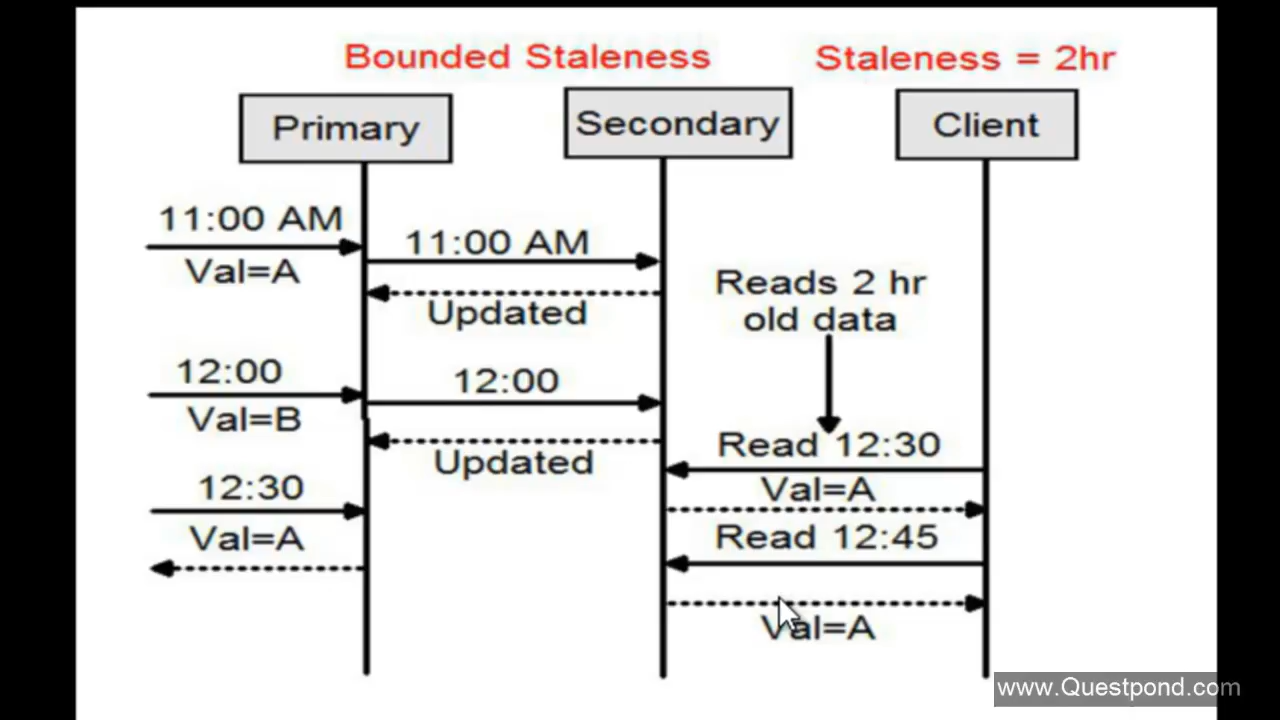 Bounded Staleness
Staleness = 2hr
Primary
Secondary
Client
11:00 AM
Val=A
11:00 AM
Updated
Reads 2 hr
old data
12:00
Val=B
12:00
Updated
Read 12:30
Val=A
12:30
Val=A
Read 12:45
Val=A
www.Questpond.com